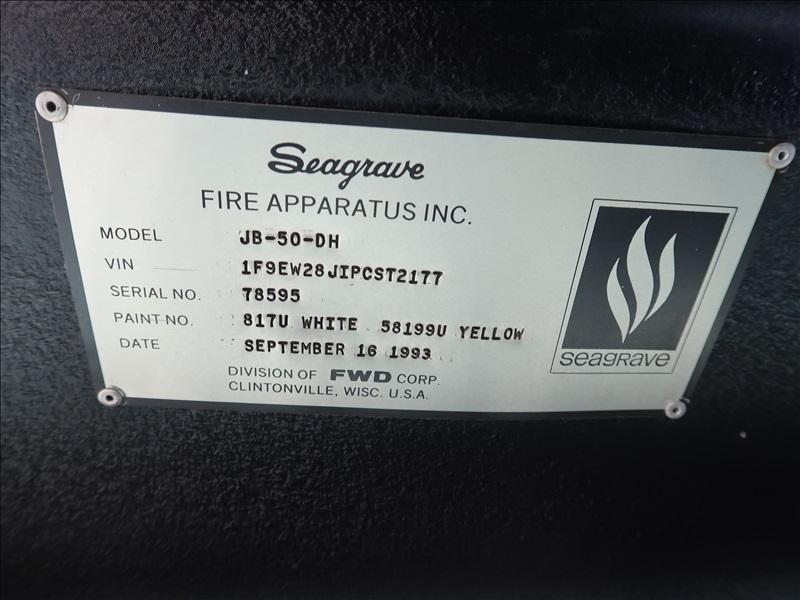 Seagrave
FIRE APPARATUS INC.
MODEL JB-50-DH
VIN 1F9EW28JIPCST2177
SERIAL NO. 78595
PAINT NO. 817U WHITE 58199U YELLOW
DATE SEPTEMBER 16 1993
DIVISION OF FWD CORP.
CLINTONVILLE, WISC. U.S.A.
SEAGRAVE